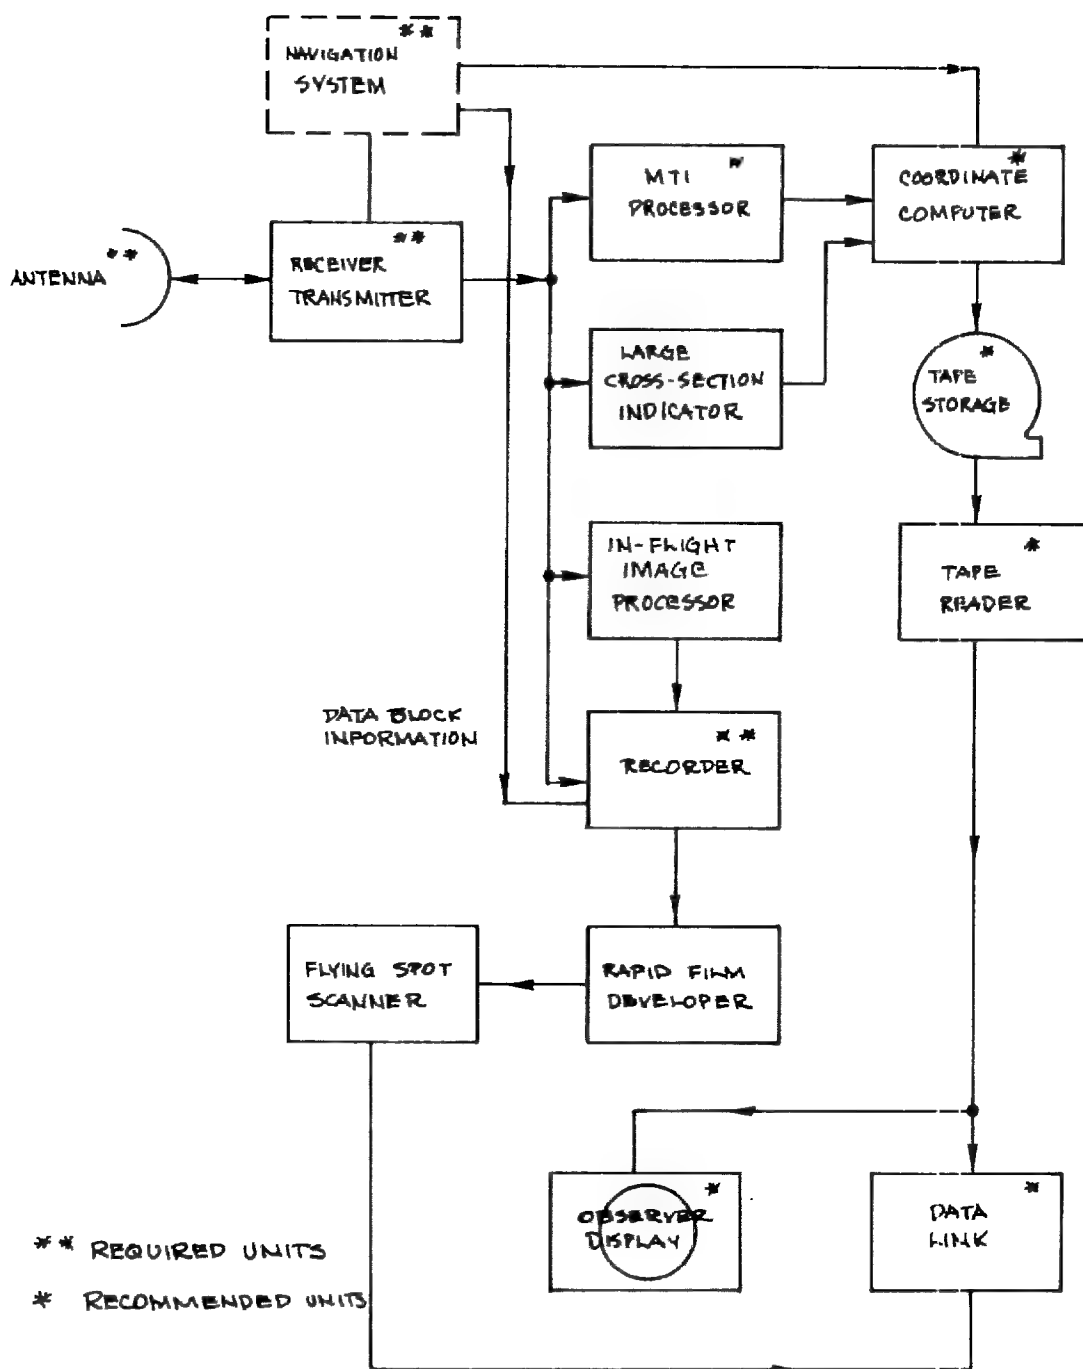 **
NAVIGATION
SYSTEM
*
MTI
PROCESSOR
*
COORDINATE
COMPUTER
**
ANTENNA
**
RECEIVER
TRANSMITTER
LARGE
CROSS-SECTION
INDICATOR
*
TAPE
STORAGE
IN-FLIGHT
IMAGE
PROCESSOR
*
TAPE
READER
DATA BLOCK
INFORMATION
**
RECORDER
FLYING SPOT
SCANNER
RAPID FILM
DEVELOPER
*
OBSERVER
DISPLAY
*
DATA
LINK
** REQUIRED UNITS
* RECOMMENDED UNITS